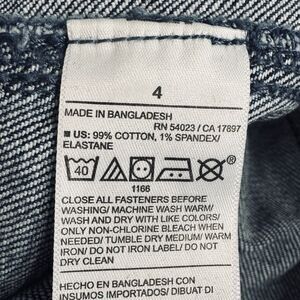 4
MADE IN BANGLADESH
RN 54023 / CA 17897
■ US: 99% COTTON, 1% SPANDEX/
ELASTANE
40
®
1166
CLOSE ALL FASTENERS BEFORE
WASHING/ MACHINE WASH WARM/
WASH AND DRY WITH LIKE COLORS/
ONLY NON-CHLORINE BLEACH WHEN
NEEDED/ TUMBLE DRY MEDIUM/ WARM
IRON/ DO NOT IRON LABEL/ DO NOT
DRY CLEAN
HECHO EN BANGLADESH CON
INSUMOS IMPORTADOS/ DIBUAT DI